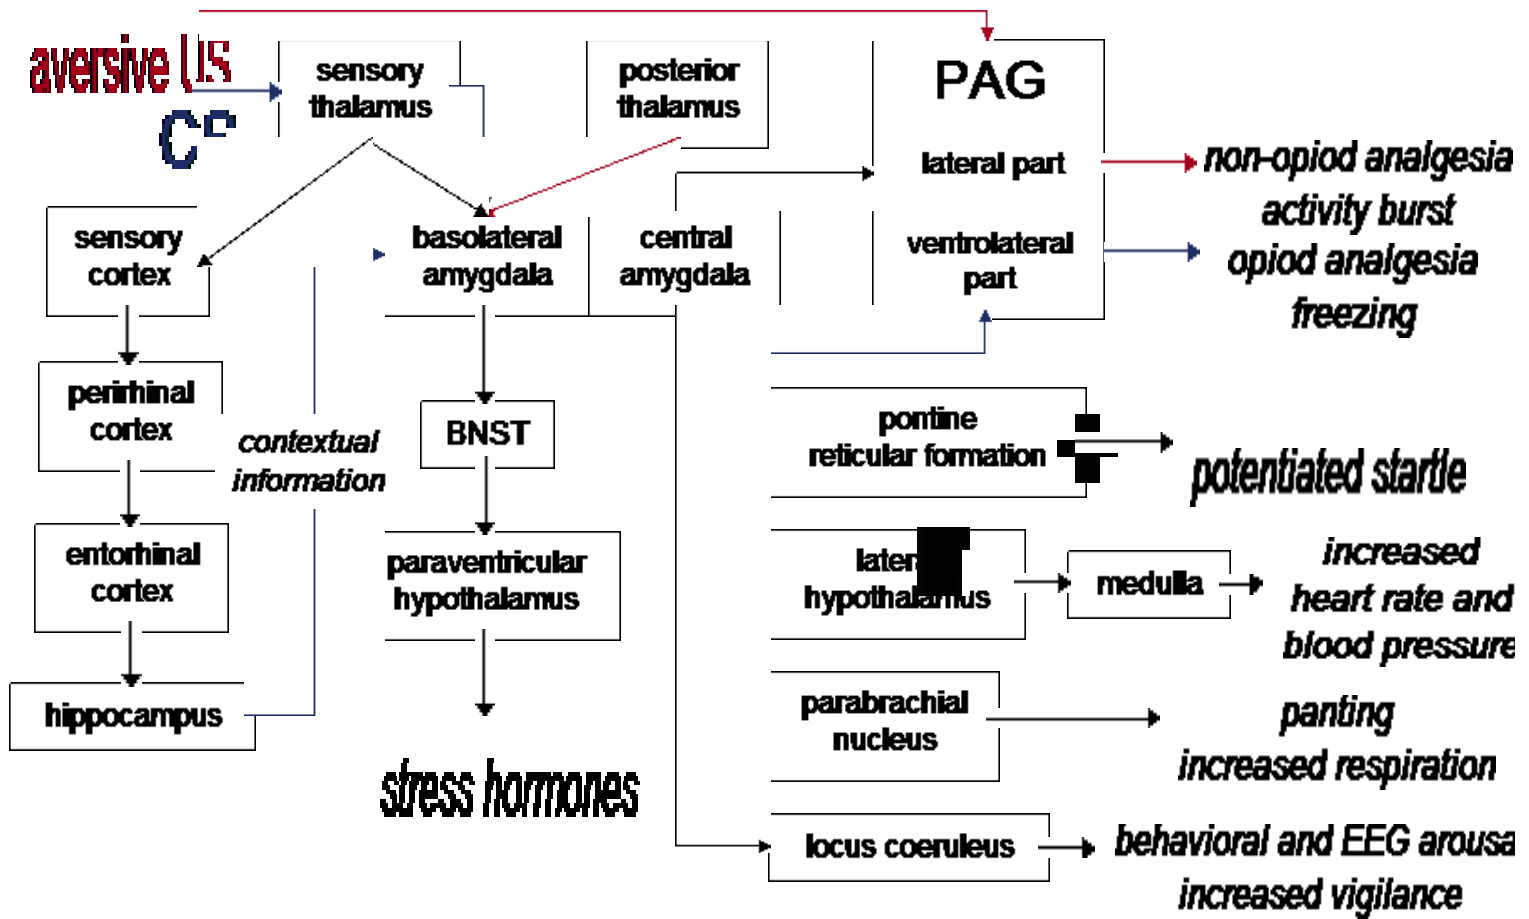 aversive US
CS
sensory
thalamus
posterior
thalamus
PAG
lateral part
ventrolateral
part
non-opiod analgesia
activity burst
opiod analgesia
freezing
sensory
cortex
basolateral
amygdala
central
amygdala
perirhinal
cortex
contextual
information
BNST
pontine
reticular formation
potentiated startle
entorhinal
cortex
paraventricular
hypothalamus
hypothalamus
medulla
increased
heart rate and
blood pressure
hippocampus
stress hormones
parabrachial
nucleus
panting
increased respiration
locus coeruleus
behavioral and EEG arousa
increased vigilance